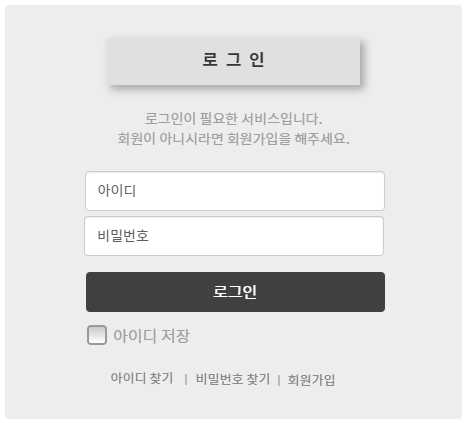 로 그 인
로그인이 필요한 서비스입니다.
회원이 아니시라면 회원가입을 해주세요.
아이디
비밀번호
로그인
아이디 저장
아이디 찾기 | 비밀번호 찾기 | 회원가입